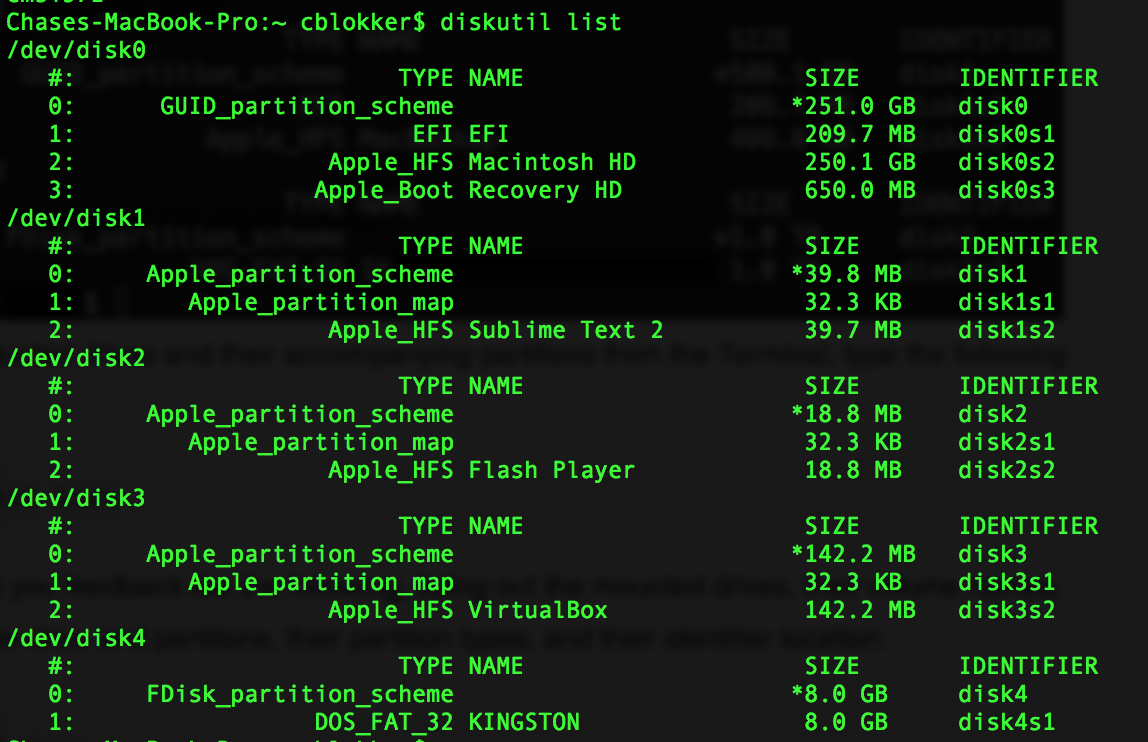 Chases-MacBook-Pro:~ cblokker$ diskutil list
/dev/disk0
#: TYPE NAME SIZE IDENTIFIER
0: GUID_partition_scheme *251.0 GB disk0
1: EFI EFI 209.7 MB disk0s1
2: Apple_HFS Macintosh HD 250.1 GB disk0s2
3: Apple_Boot Recovery HD 650.0 MB disk0s3
/dev/disk1
#: TYPE NAME SIZE IDENTIFIER
0: Apple_partition_scheme *39.8 MB disk1
1: Apple_partition_map 32.3 KB disk1s1
2: Apple_HFS Sublime Text 2 39.7 MB disk1s2
/dev/disk2
#: TYPE NAME SIZE IDENTIFIER
0: Apple_partition_scheme *18.8 MB disk2
1: Apple_partition_map 32.3 KB disk2s1
2: Apple_HFS Flash Player 18.8 MB disk2s2
/dev/disk3
#: TYPE NAME SIZE IDENTIFIER
0: Apple_partition_scheme *142.2 MB disk3
1: Apple_partition_map 32.3 KB disk3s1
2: Apple_HFS VirtualBox 142.2 MB disk3s2
/dev/disk4
#: TYPE NAME SIZE IDENTIFIER
0: FDisk_partition_scheme *8.0 GB disk4
1: DOS_FAT_32 KINGSTON 8.0 GB disk4s1